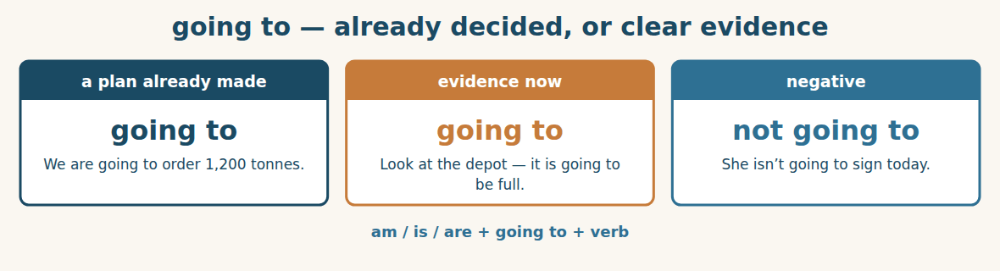 going to — already decided, or clear evidence
a plan already made
going to
We are going to order 1,200 tonnes.
evidence now
going to
Look at the depot — it is going to
be full.
negative
not going to
She isn’t going to sign today.
am / is / are + going to + verb